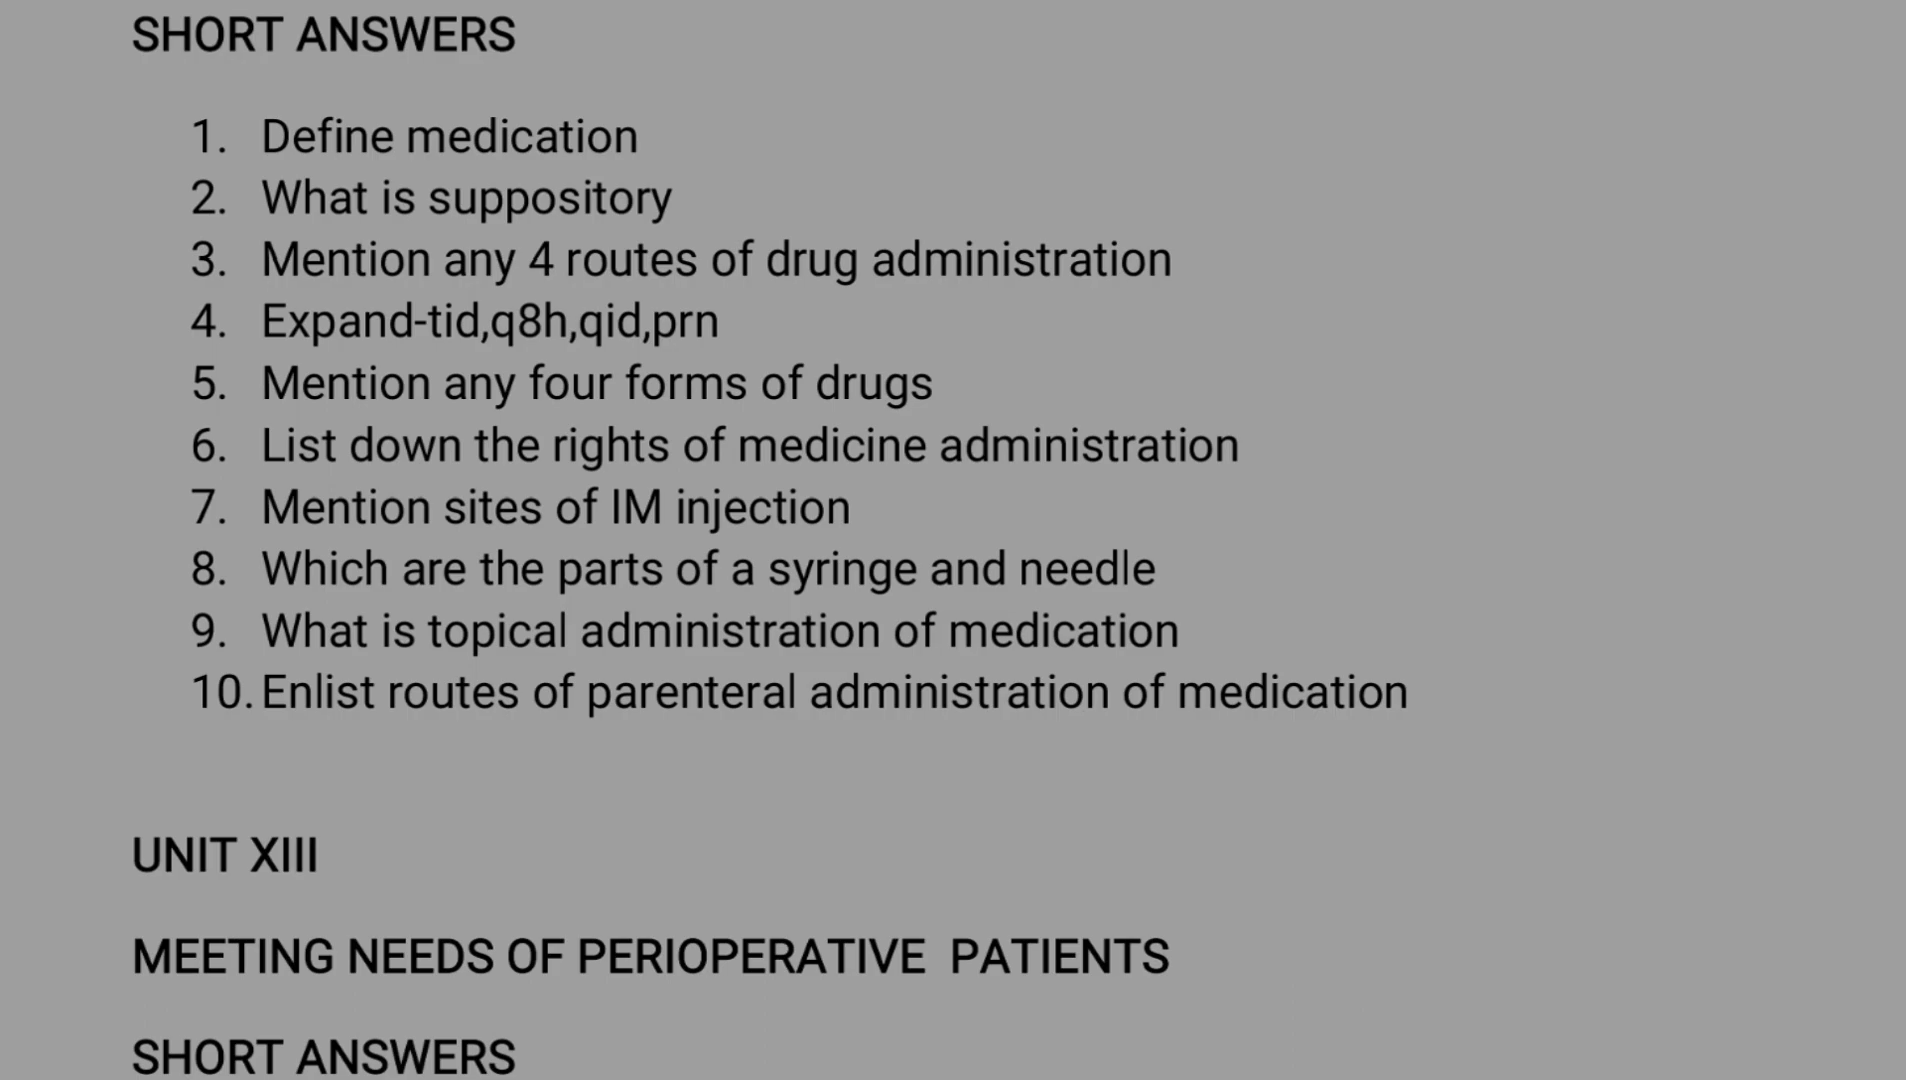 SHORT ANSWERS
1. Define medication
2. What is suppository
3. Mention any 4 routes of drug administration
4. Expand-tid,q8h,qid,prn
5. Mention any four forms of drugs
6. List down the rights of medicine administration
7. Mention sites of IM injection
8. Which are the parts of a syringe and needle
9. What is topical administration of medication
10. Enlist routes of parenteral administration of medication
UNIT XIII
MEETING NEEDS OF PERIOPERATIVE PATIENTS
SHORT ANSWERS